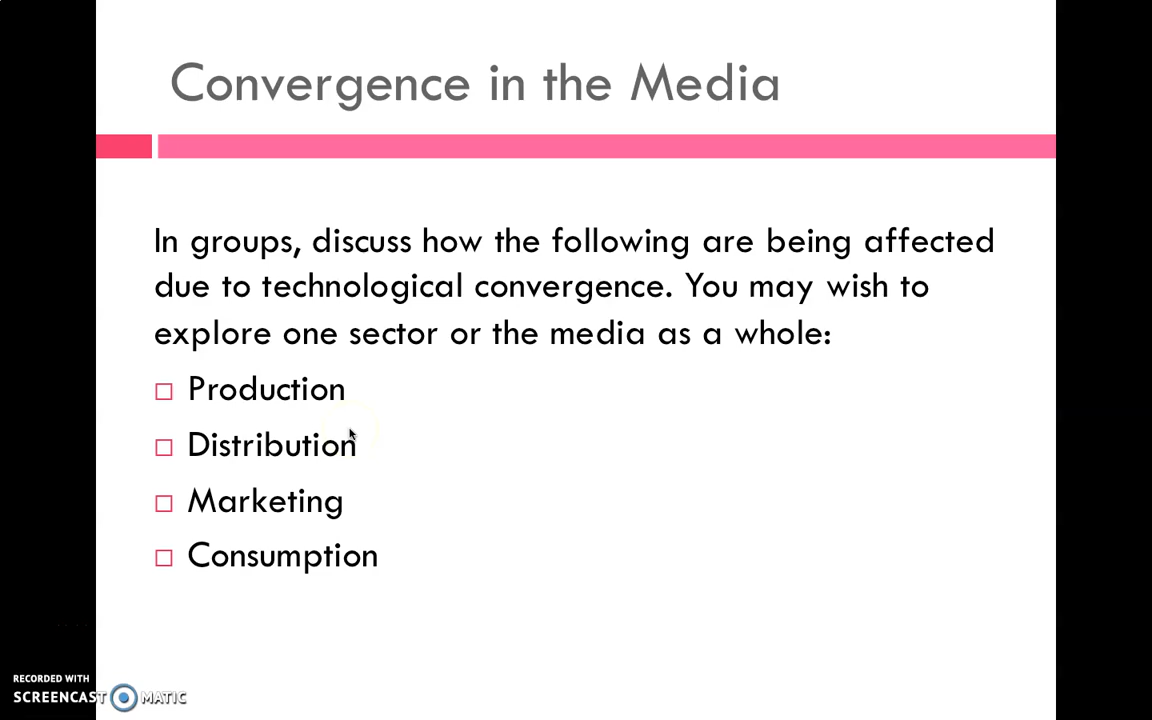 Convergence in the Media
In groups, discuss how the following are being affected
due to technological convergence. You may wish to
explore one sector or the media as a whole:
Production
Distribution
Marketing
Consumption
RECORDED WITH
SCREENCAST MATIC